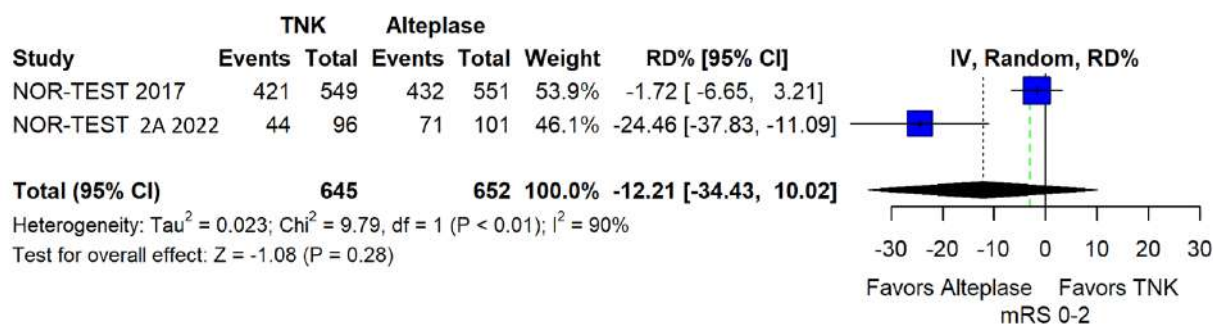 TNK Alteplase
Study Events Total Events Total Weight RD% [95% CI] IV, Random, RD%
NOR-TEST 2017 421 549 432 551 53.9% -1.72 [ -6.65, 3.21]
NOR-TEST 2A 2022 44 96 71 101 46.1% -24.46 [-37.83, -11.09]
Total (95% CI) 645 652 100.0% -12.21 [-34.43, 10.02]
Heterogeneity: Tau² = 0.023; Chi² = 9.79, df = 1 (P < 0.01); I² = 90%
Test for overall effect: Z = -1.08 (P = 0.28)
-30 -20 -10 0 10 20 30
Favors Alteplase Favors TNK
mRS 0-2